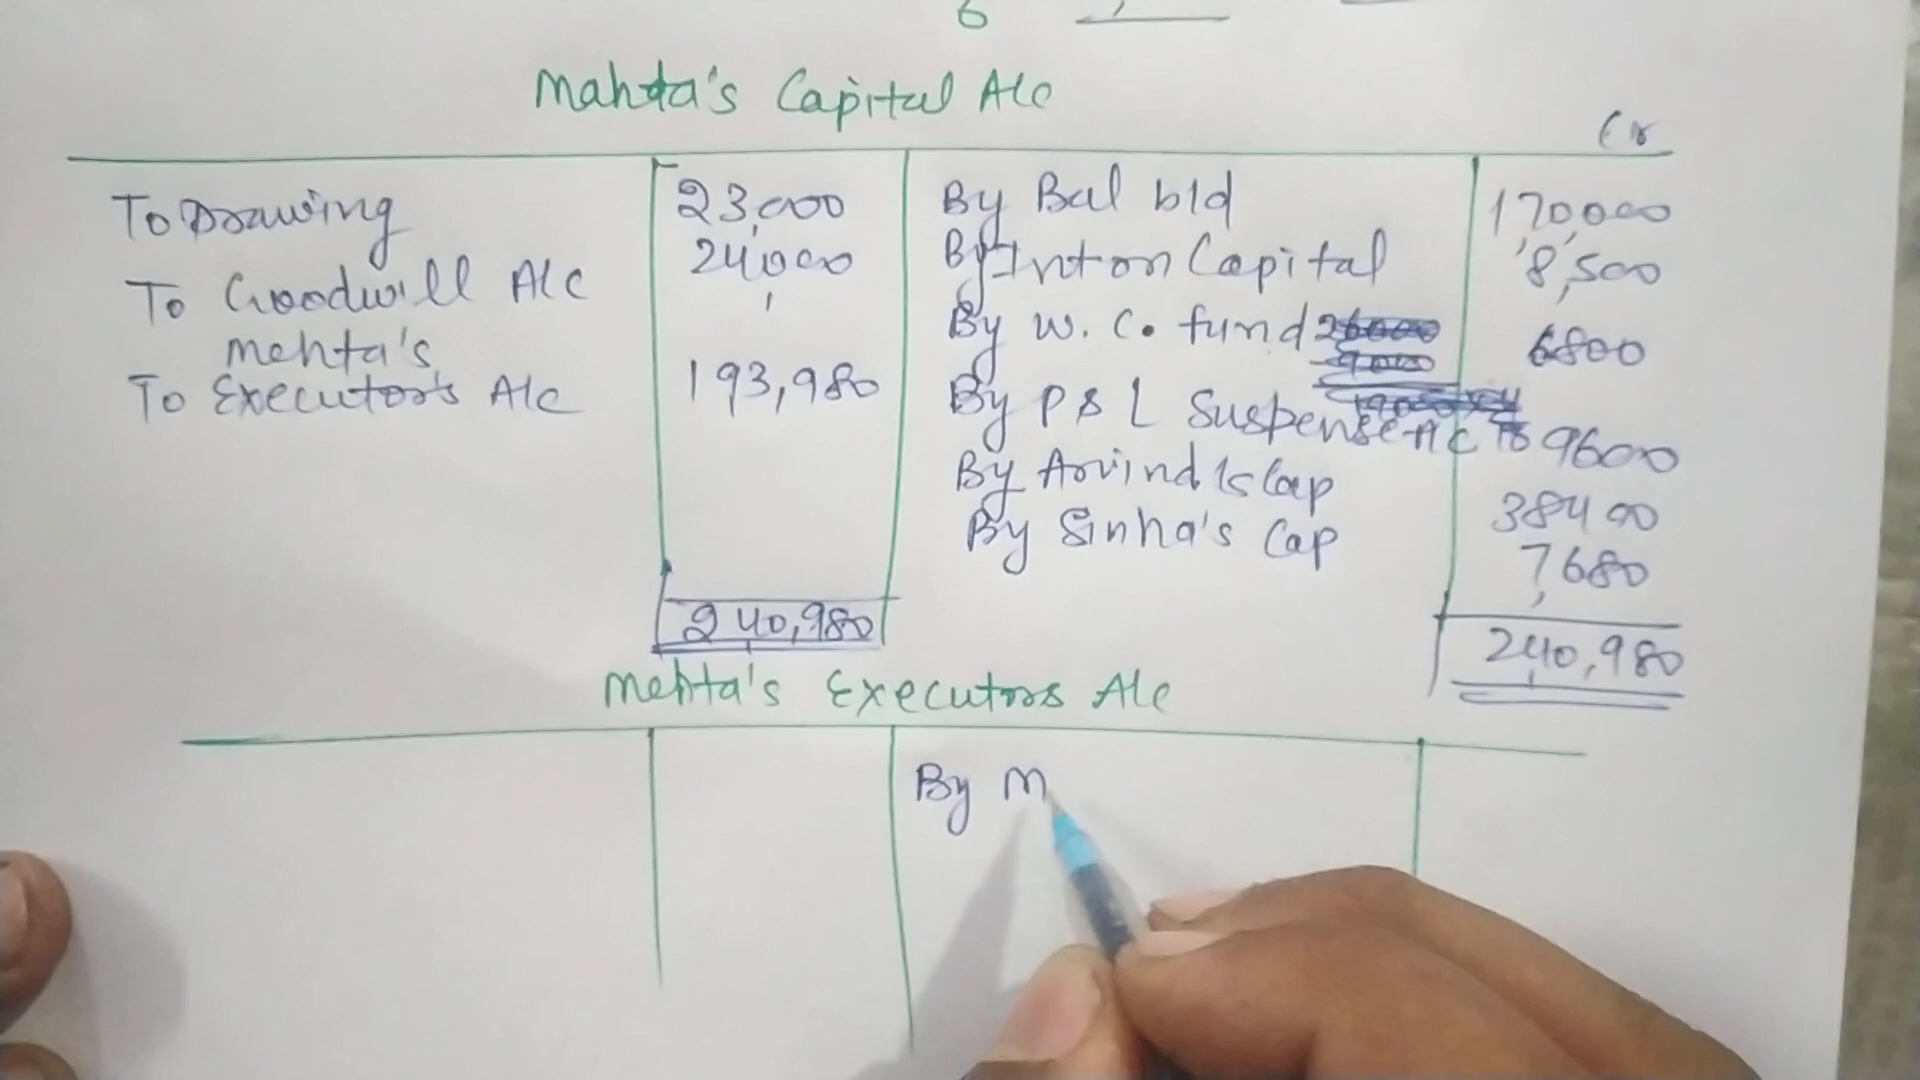 6
Mahta's Capital A/c
Cr
To Drawing 23,000 By Bal b/d 170,000
To Goodwill A/c 24,000 By Int on Capital 8,500
By W. C. fund 6800
Mehta's
To Executor's A/c 193,980 By P & L Suspense A/c 9600
By Arvind's Cap 38400
By Sinha's Cap 7,680
240,980 240,980
Mehta's Executors A/c
By M